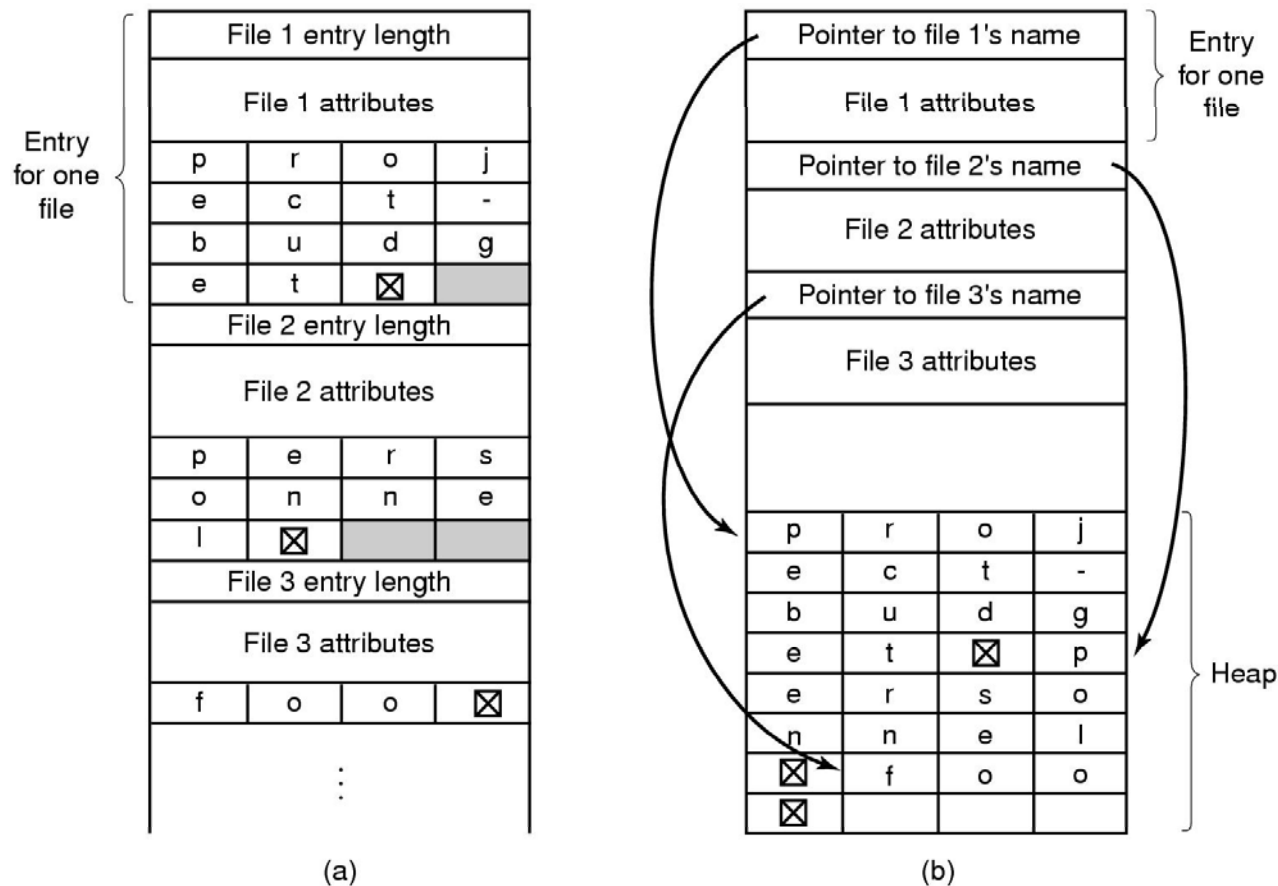 File 1 entry length
File 1 attributes
Entry
for one
file
p r o j
e c t -
b u d g
e t
File 2 entry length
File 2 attributes
p e r s
o n n e
l
File 3 entry length
File 3 attributes
f o o
⋮
(a)
Pointer to file 1's name
File 1 attributes
Entry
for one
file
Pointer to file 2's name
File 2 attributes
Pointer to file 3's name
File 3 attributes
p r o j
e c t -
b u d g
e t p
e r s o
n n e l
f o o
Heap
(b)